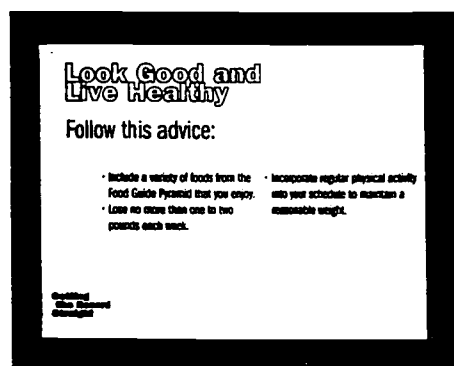 Look Good and
Live Healthy
Follow this advice:
· Include a variety of foods from the
Food Guide Pyramid that you enjoy.
· Lose no more than one to two
pounds each week.
· Incorporate regular physical activity
into your schedule to maintain a
reasonable weight.
Getting
the Record
Straight